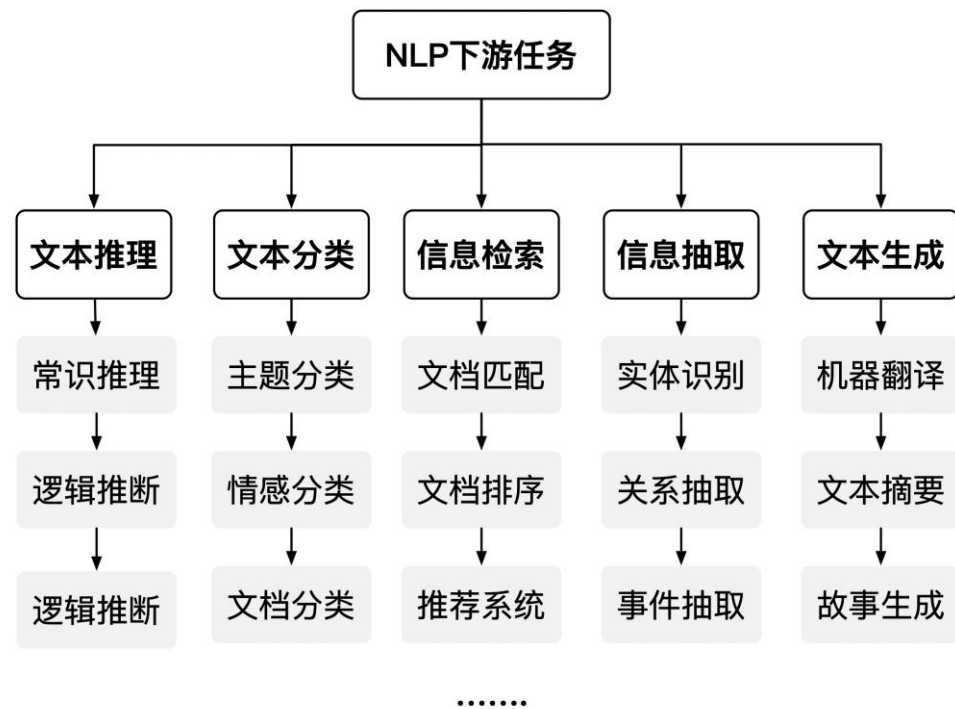 NLP下游任务
文本推理 文本分类 信息检索 信息抽取 文本生成
常识推理 主题分类 文档匹配 实体识别 机器翻译
逻辑推断 情感分类 文档排序 关系抽取 文本摘要
逻辑推断 文档分类 推荐系统 事件抽取 故事生成
.......